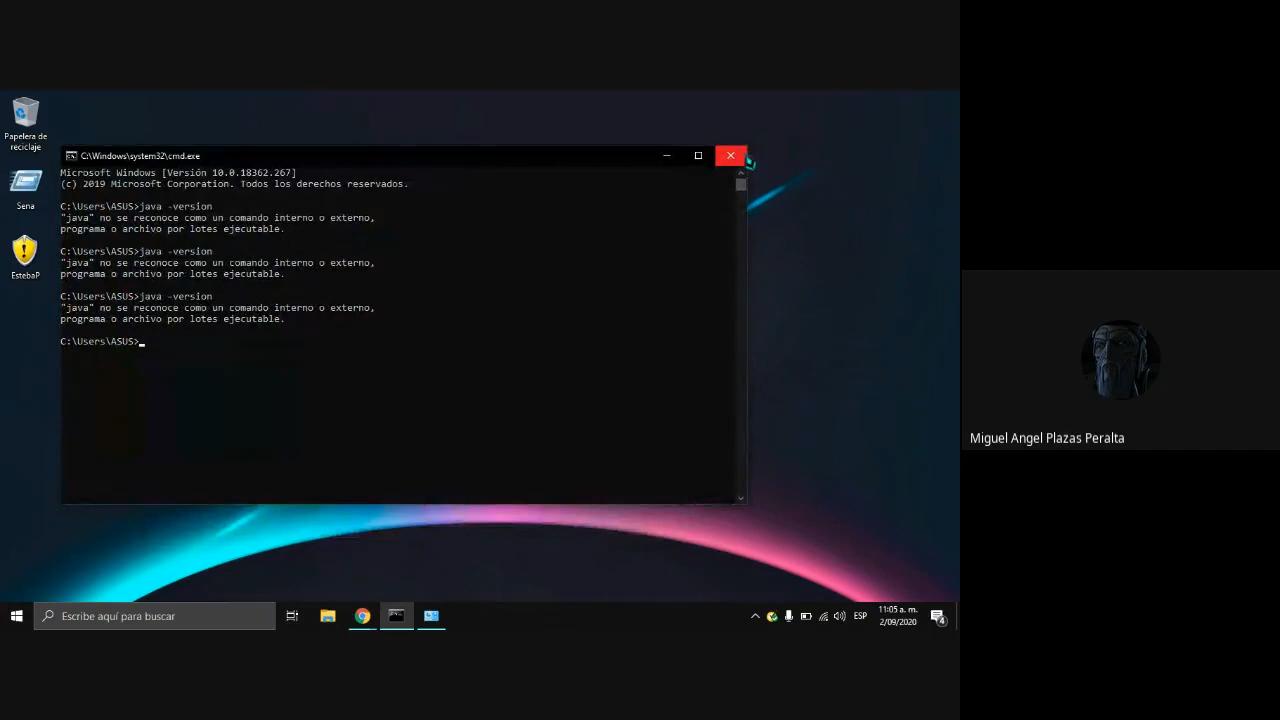 Papelera de
reciclaje
Sena
EstebaP
C:\Windows\system32\cmd.exe
Microsoft Windows [Versión 10.0.18362.267]
(c) 2019 Microsoft Corporation. Todos los derechos reservados.
C:\Users\ASUS>java -version
"java" no se reconoce como un comando interno o externo,
programa o archivo por lotes ejecutable.
C:\Users\ASUS>java -version
"java" no se reconoce como un comando interno o externo,
programa o archivo por lotes ejecutable.
C:\Users\ASUS>java -version
"java" no se reconoce como un comando interno o externo,
programa o archivo por lotes ejecutable.
C:\Users\ASUS>_
Miguel Angel Plazas Peralta
Escribe aquí para buscar
ESP
11:05 a. m.
2/09/2020
4